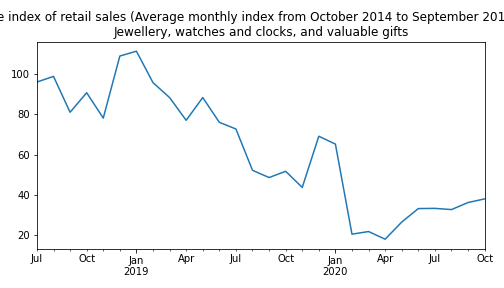 e index of retail sales (Average monthly index from October 2014 to September 201
Jewellery, watches and clocks, and valuable gifts
100
80
60
40
20
Jul Oct Jan Apr Jul Oct Jan Apr Jul Oct
2019 2020